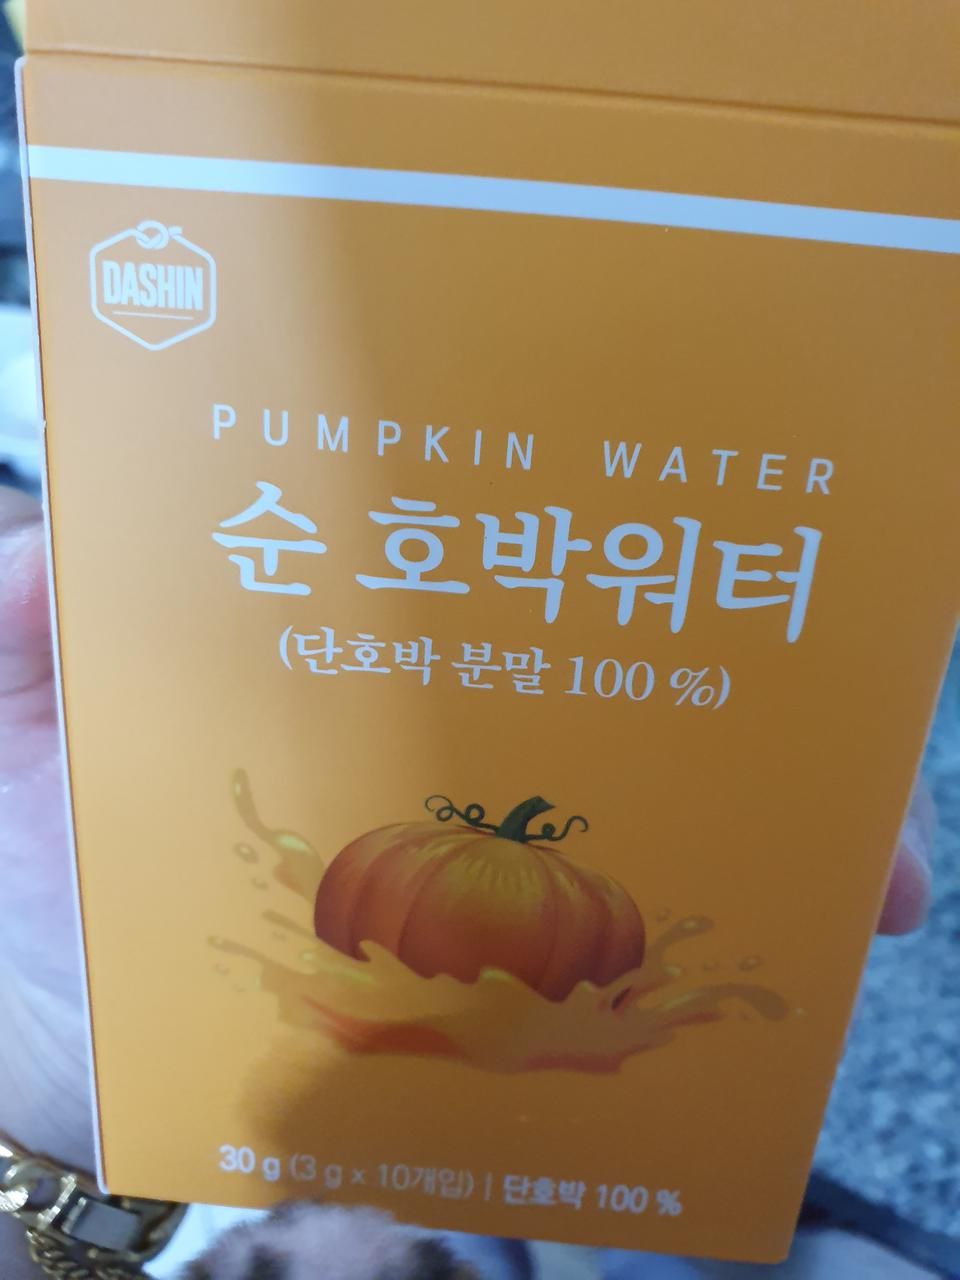 DASHIN
PUMPKIN WATER
순 호박워터
(단호박 분말 100 %)
30 g (3 g x 10개입) | 단호박 100 %